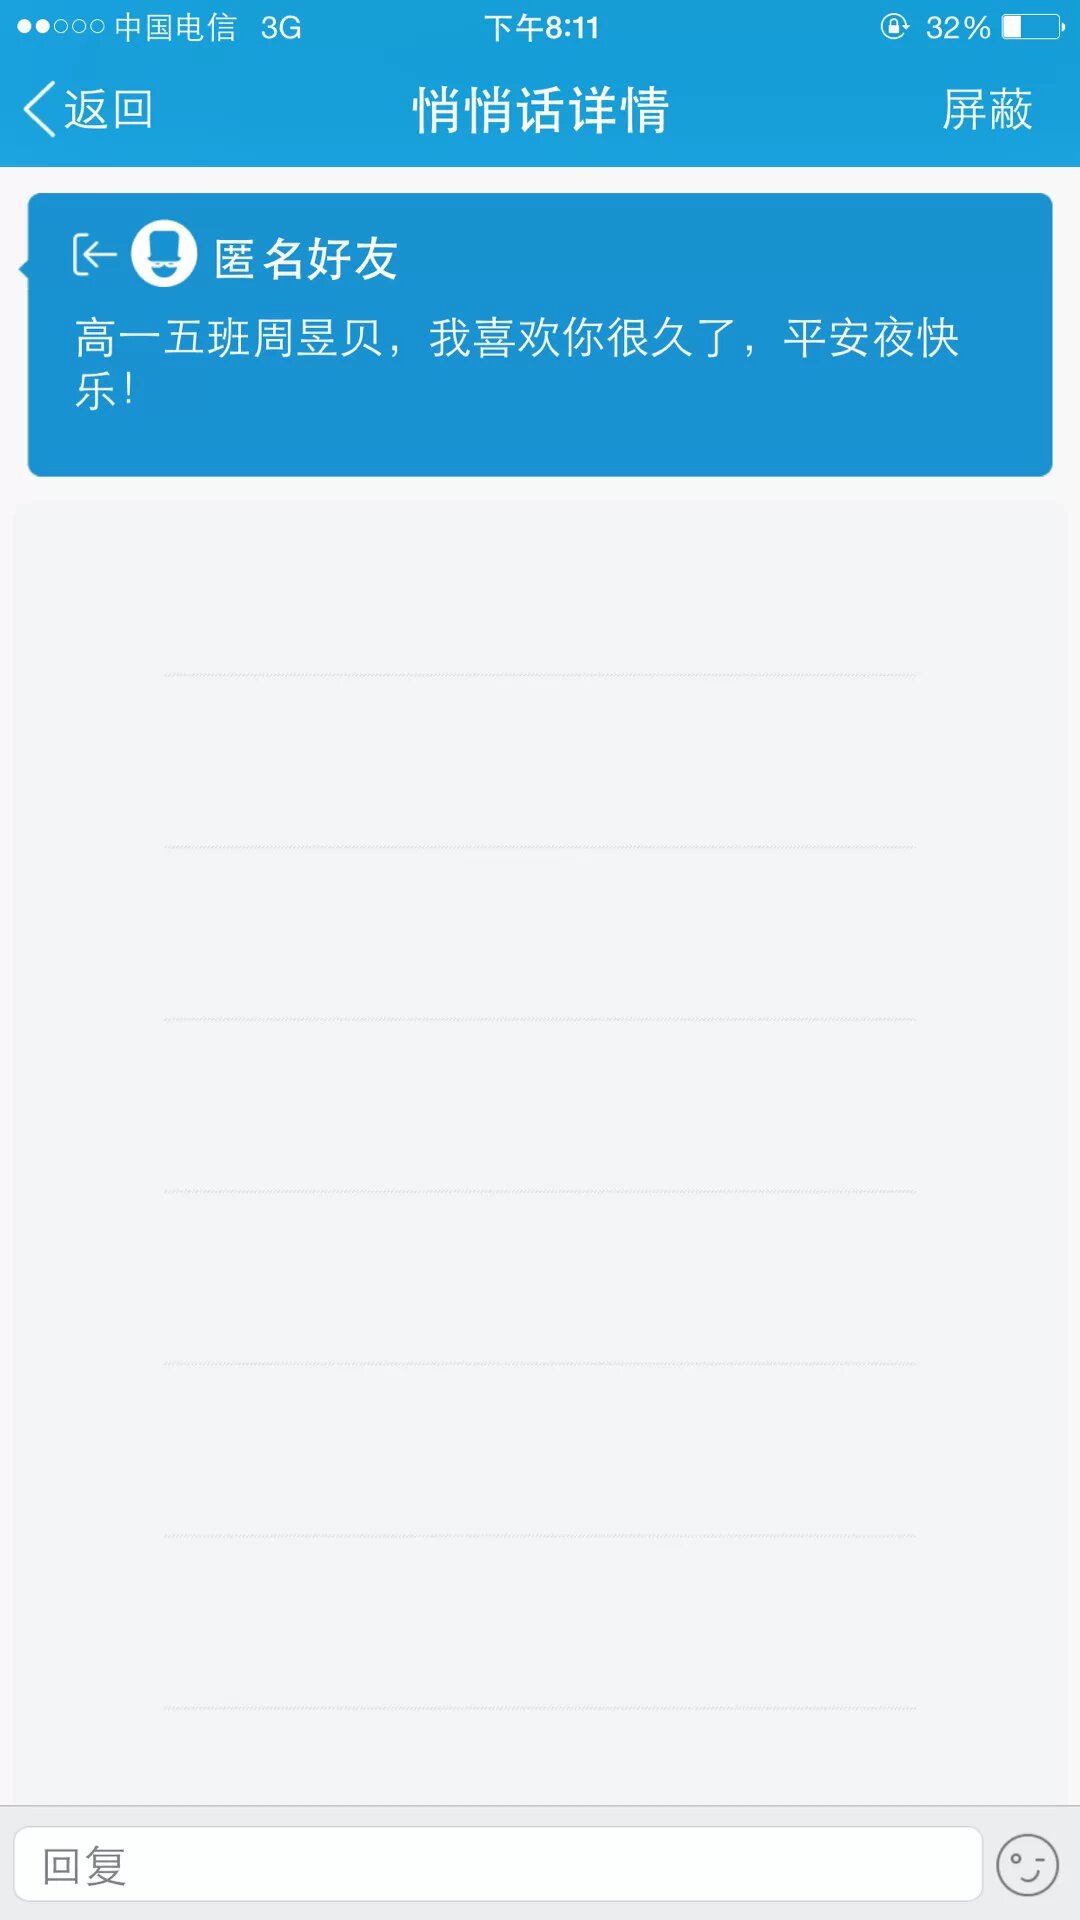 中国电信 3G 下午8:11 32%
返回 悄悄话详情 屏蔽
匿名好友
高一五班周昱贝，我喜欢你很久了，平安夜快
乐！
回复